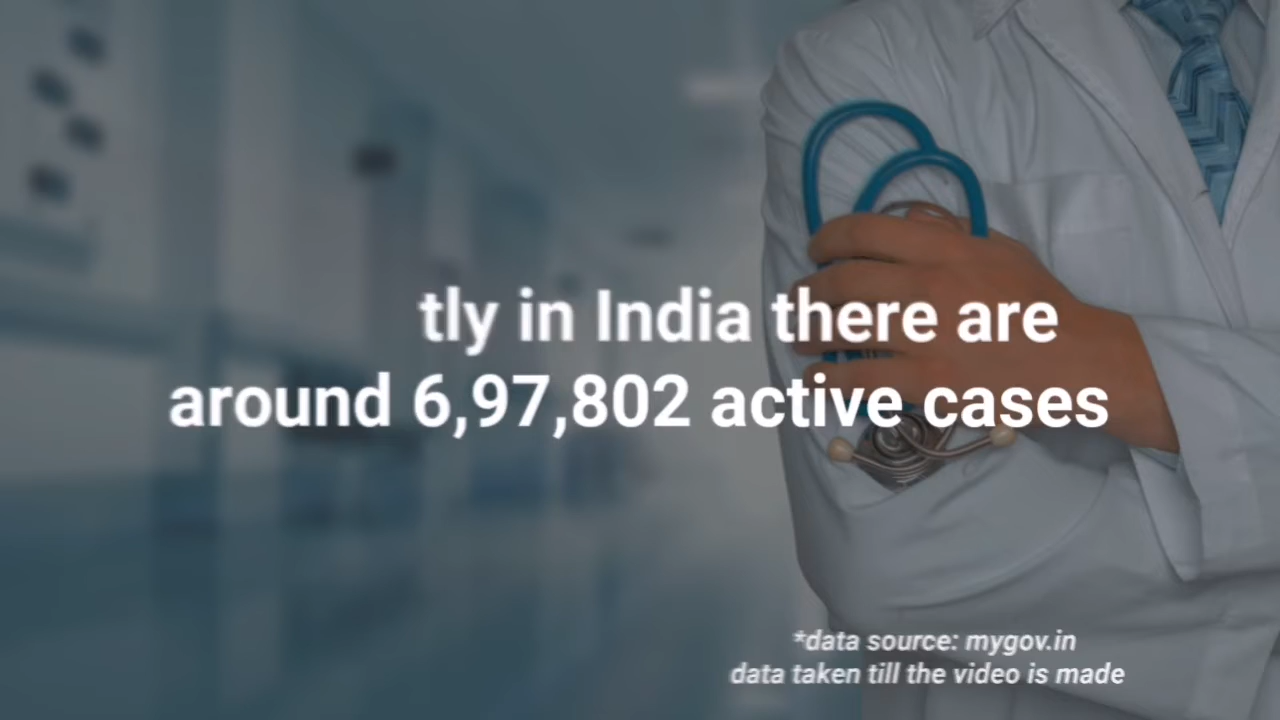 tly in India there are
around 6,97,802 active cases
*data source: mygov.in
data taken till the video is made